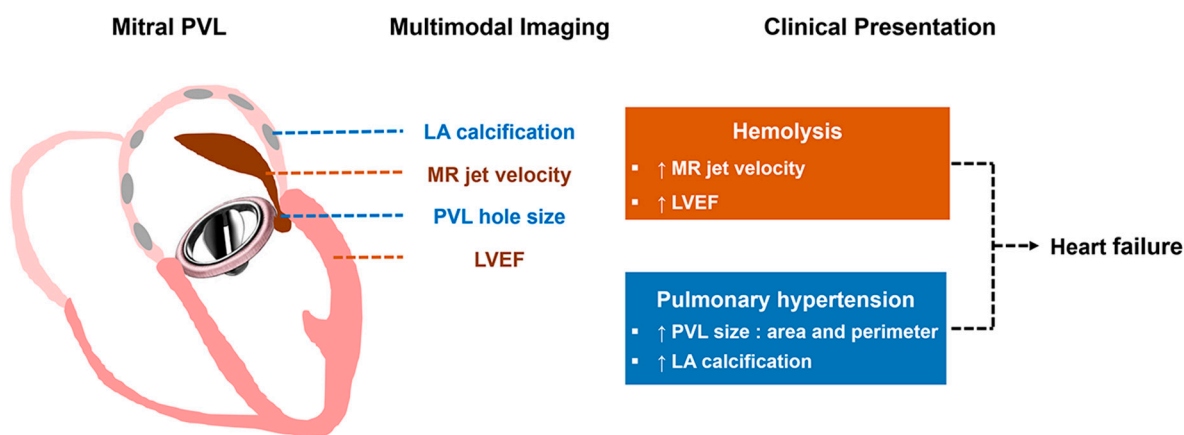 Mitral PVL
Multimodal Imaging
Clinical Presentation
LA calcification
MR jet velocity
PVL hole size
LVEF
Hemolysis
▪ ↑ MR jet velocity
▪ ↑ LVEF
Pulmonary hypertension
▪ ↑ PVL size : area and perimeter
▪ ↑ LA calcification
Heart failure